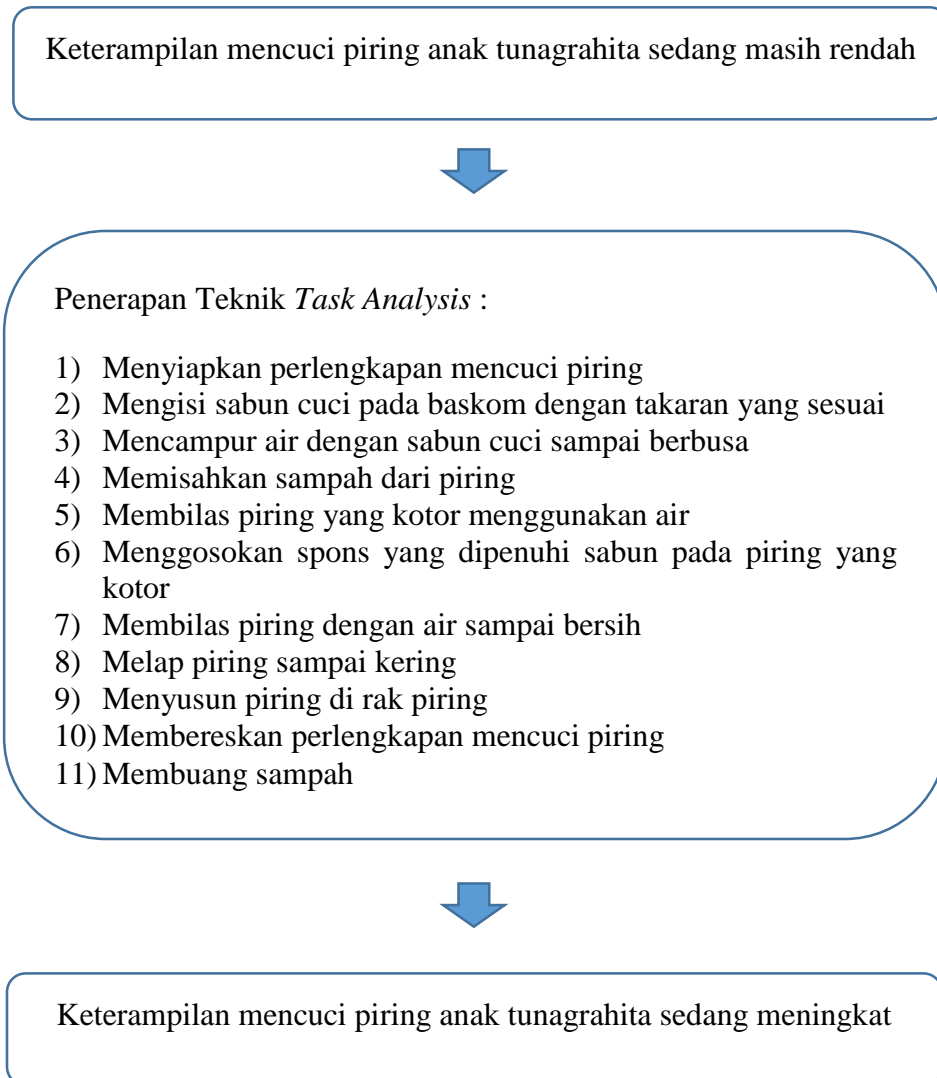 Keterampilan mencuci piring anak tunagrahita sedang masih rendah
Penerapan Teknik Task Analysis :
1) Menyiapkan perlengkapan mencuci piring
2) Mengisi sabun cuci pada baskom dengan takaran yang sesuai
3) Mencampur air dengan sabun cuci sampai berbusa
4) Memisahkan sampah dari piring
5) Membilas piring yang kotor menggunakan air
6) Menggosokan spons yang dipenuhi sabun pada piring yang
kotor
7) Membilas piring dengan air sampai bersih
8) Melap piring sampai kering
9) Menyusun piring di rak piring
10) Membereskan perlengkapan mencuci piring
11) Membuang sampah
Keterampilan mencuci piring anak tunagrahita sedang meningkat